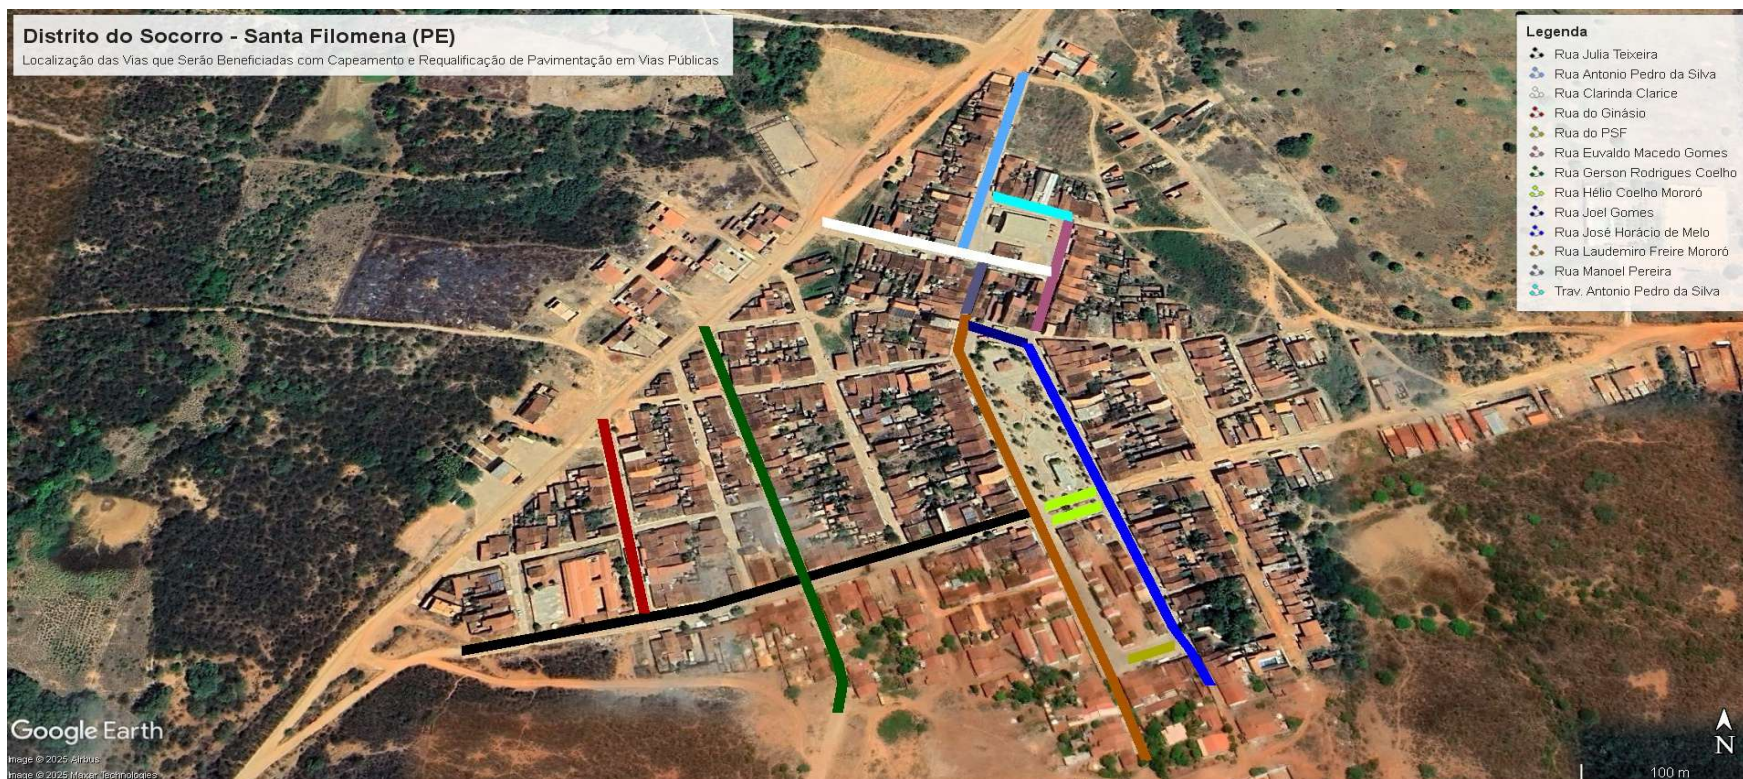 Distrito do Socorro - Santa Filomena (PE)
Localização das Vias que Serão Beneficiadas com Capeamento e Requalificação de Pavimentação em Vias Públicas
Legenda
Rua Julia Teixeira
Rua Antonio Pedro da Silva
Rua Clarinda Clarice
Rua do Ginásio
Rua do PSF
Rua Euvaldo Macedo Gomes
Rua Gerson Rodrigues Coelho
Rua Hélio Coelho Mororó
Rua Joel Gomes
Rua José Horácio de Melo
Rua Laudemiro Freire Mororó
Rua Manoel Pereira
Trav. Antonio Pedro da Silva
Google Earth
Image © 2025 Airbus
Image © 2025 Maxar Technologies
N
100 m